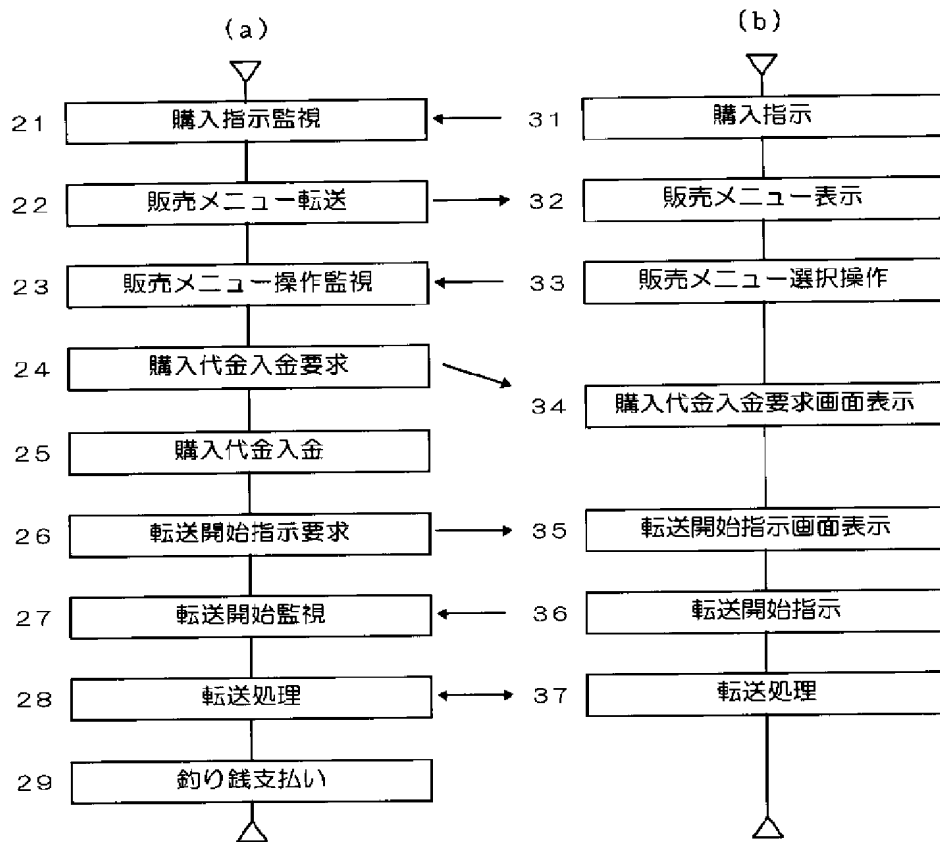 (a)
(b)
21 購入指示監視
31 購入指示
22 販売メニュー転送
32 販売メニュー表示
23 販売メニュー操作監視
33 販売メニュー選択操作
24 購入代金入金要求
34 購入代金入金要求画面表示
25 購入代金入金
26 転送開始指示要求
35 転送開始指示画面表示
27 転送開始監視
36 転送開始指示
28 転送処理
37 転送処理
29 釣り銭支払い